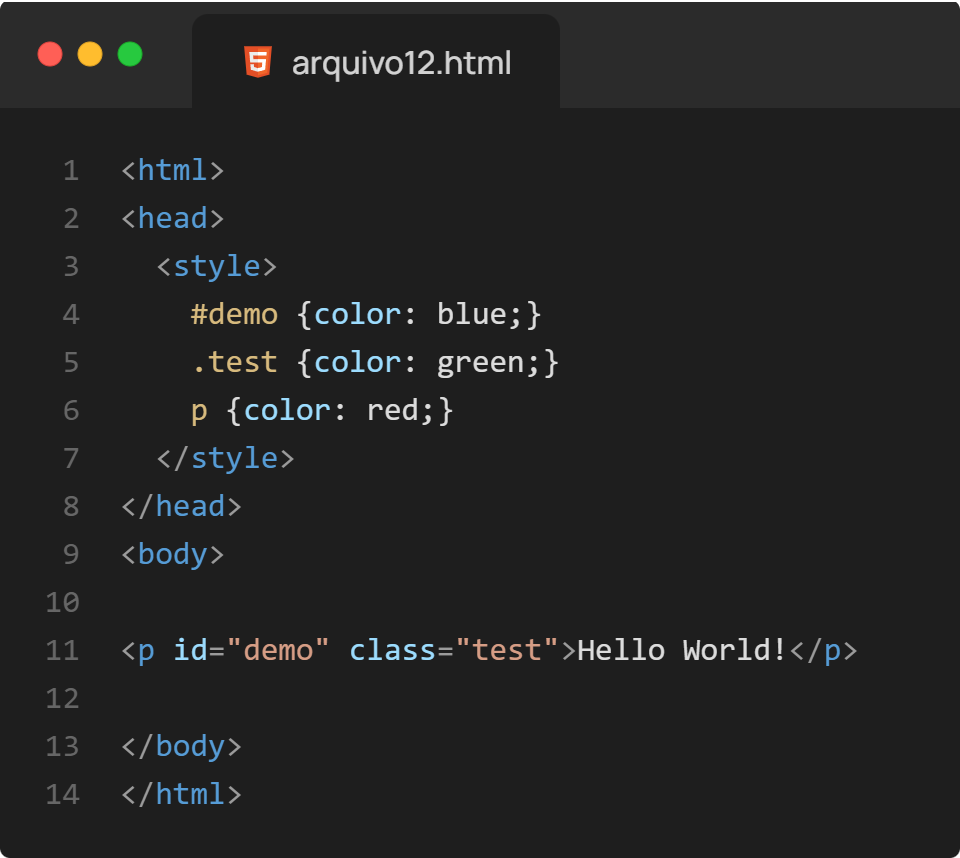 arquivo12.html
1 <html>
2 <head>
3   <style>
4     #demo {color: blue;}
5     .test {color: green;}
6     p {color: red;}
7   </style>
8 </head>
9 <body>
10
11 <p id="demo" class="test">Hello World!</p>
12
13 </body>
14 </html>